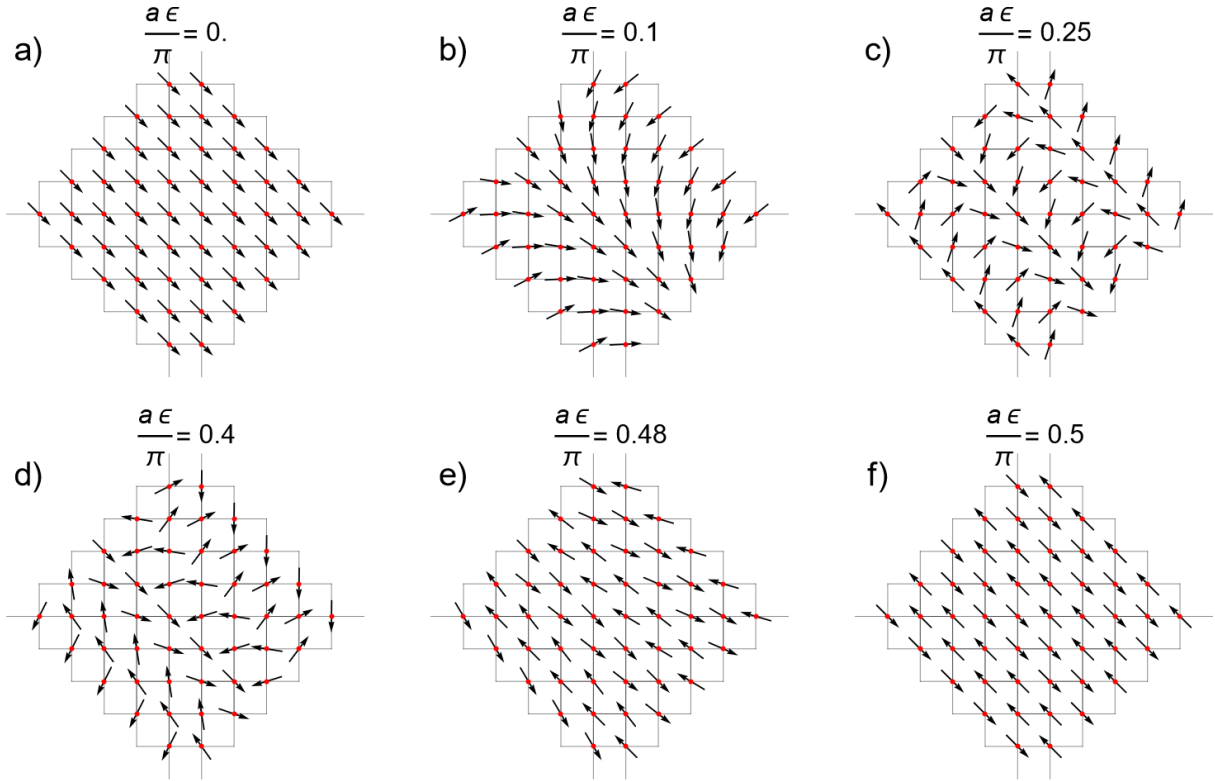 a) aϵ/π = 0.
b) aϵ/π = 0.1
c) aϵ/π = 0.25
d) aϵ/π = 0.4
e) aϵ/π = 0.48
f) aϵ/π = 0.5